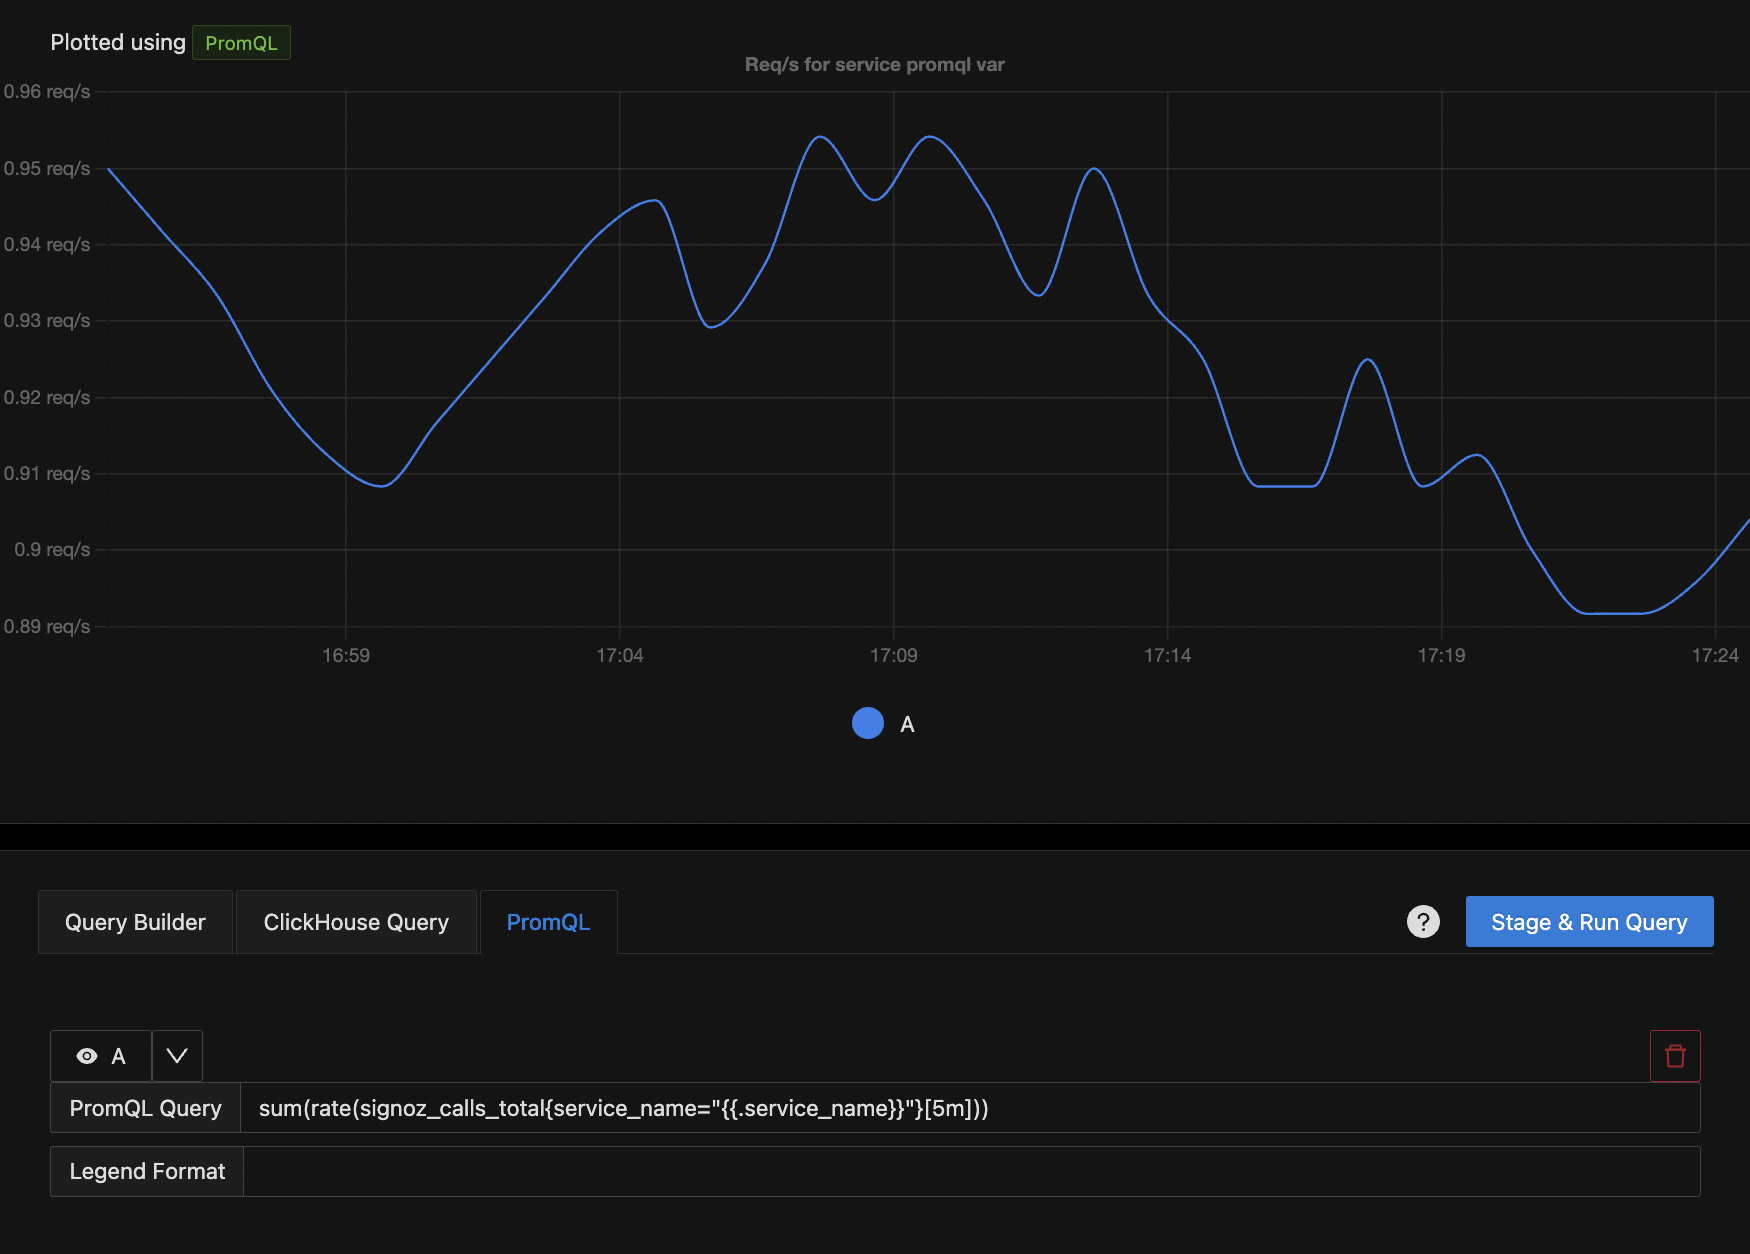 Plotted using PromQL
Req/s for service promql var
0.96 req/s
0.95 req/s
0.94 req/s
0.93 req/s
0.92 req/s
0.91 req/s
0.9 req/s
0.89 req/s
16:59 17:04 17:09 17:14 17:19 17:24
A
Query Builder ClickHouse Query PromQL ? Stage & Run Query
A
PromQL Query sum(rate(signoz_calls_total{service_name="{{.service_name}}"}[5m]))
Legend Format